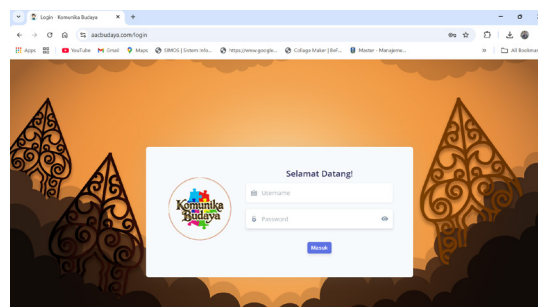 Login - Komunika Budaya
aacbudaya.com/login
Apps
YouTube
Gmail
Maps
SIMOS | Sistem Info...
https://www.google...
Collage Maker | BeF...
Master - Manajeme...
All Bookmar
Selamat Datang!
Komunika
Budaya
Username
Password
Masuk